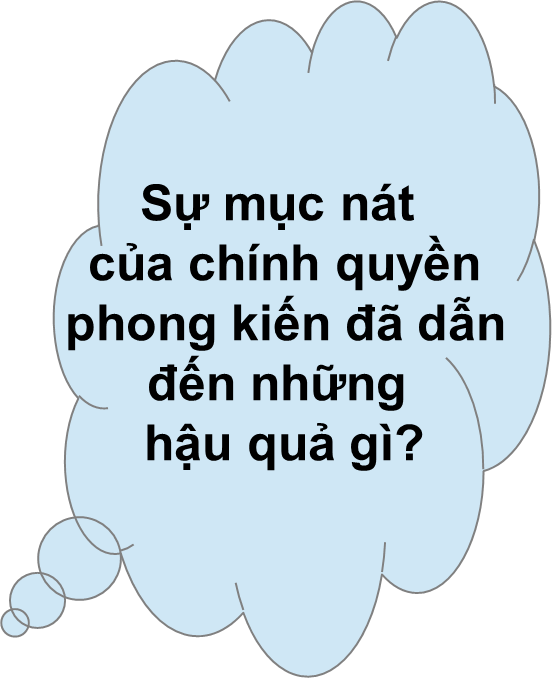 Sự mục nát
của chính quyền
phong kiến đã dẫn
đến những
hậu quả gì?